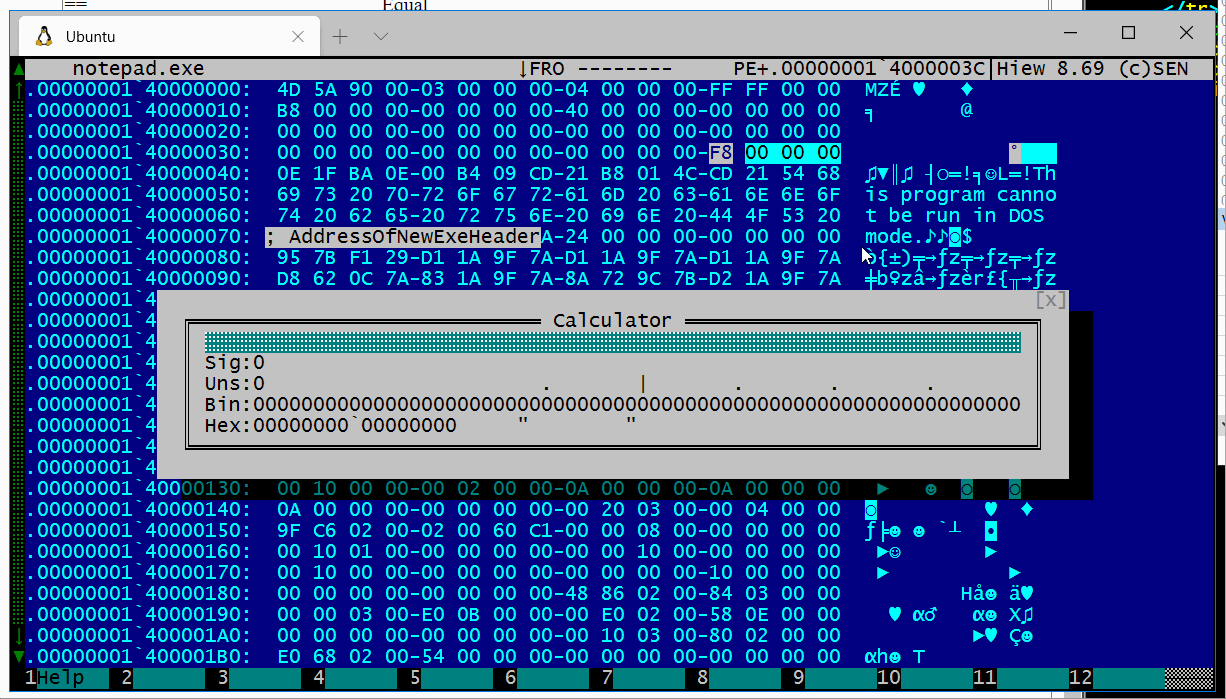 Equal
Ubuntu
notepad.exe ↓FRO -------- PE+.00000001`4000003C|Hiew 8.69 (c)SEN
.00000001`40000000: 4D 5A 90 00-03 00 00 00-04 00 00 00-FF FF 00 00 MZÉ ♥ ♦
.00000001`40000010: B8 00 00 00-00 00 00 00-40 00 00 00-00 00 00 00 ╕ @
.00000001`40000020: 00 00 00 00-00 00 00 00-00 00 00 00-00 00 00 00
.00000001`40000030: 00 00 00 00-00 00 00 00-00 00 00 00-F8 00 00 00 °
.00000001`40000040: 0E 1F BA 0E-00 B4 09 CD-21 B8 01 4C-CD 21 54 68 ♫▼║♫ ┤○═!╕☺L═!Th
.00000001`40000050: 69 73 20 70-72 6F 67 72-61 6D 20 63-61 6E 6E 6F is program canno
.00000001`40000060: 74 20 62 65-20 72 75 6E-20 69 6E 20-44 4F 53 20 t be run in DOS
.00000001`40000070: ; AddressOfNewExeHeader A-24 00 00 00-00 00 00 00 mode.♪♪◙$
.00000001`40000080: 95 7B F1 29-D1 1A 9F 7A-D1 1A 9F 7A-D1 1A 9F 7A {±)╤→ƒz╤→ƒz╤→ƒz
.00000001`40000090: D8 62 0C 7A-83 1A 9F 7A-8A 72 9C 7B-D2 1A 9F 7A ╪b♀zâ→ƒzèr£{╥→ƒz
.00000001`4 [x]
.00000001`4 Calculator
.00000001`4
.00000001`4 Sig:0
.00000001`4 Uns:0 . | . . .
.00000001`4 Bin:0000000000000000000000000000000000000000000000000000000000000000
.00000001`4 Hex:00000000`00000000 " "
.00000001`4
.00000001`4
.00000001`40000130: 00 10 00 00-00 02 00 00-0A 00 00 00-0A 00 00 00 ► ☻ ◙ ◙
.00000001`40000140: 0A 00 00 00-00 00 00 00-00 20 03 00-00 04 00 00 ◙ ♥ ♦
.00000001`40000150: 9F C6 02 00-02 00 60 C1-00 00 08 00-00 00 00 00 ƒ╞☻ ☻ `┴ ◘
.00000001`40000160: 00 10 01 00-00 00 00 00-00 00 10 00-00 00 00 00 ►☺ ►
.00000001`40000170: 00 10 00 00-00 00 00 00-00 00 00 00-10 00 00 00 ► ►
.00000001`40000180: 00 00 00 00-00 00 00 00-48 86 02 00-84 03 00 00 Hå☻ ä♥
.00000001`40000190: 00 00 03 00-E0 0B 00 00-00 E0 02 00-58 0E 00 00 ♥ α♂ α☻ X♫
.00000001`400001A0: 00 00 00 00-00 00 00 00-00 10 03 00-80 02 00 00 ►♥ Ç☻
.00000001`400001B0: E0 68 02 00-54 00 00 00-00 00 00 00-00 00 00 00 αh☻ T
1Help 2 3 4 5 6 7 8 9 10 11 12